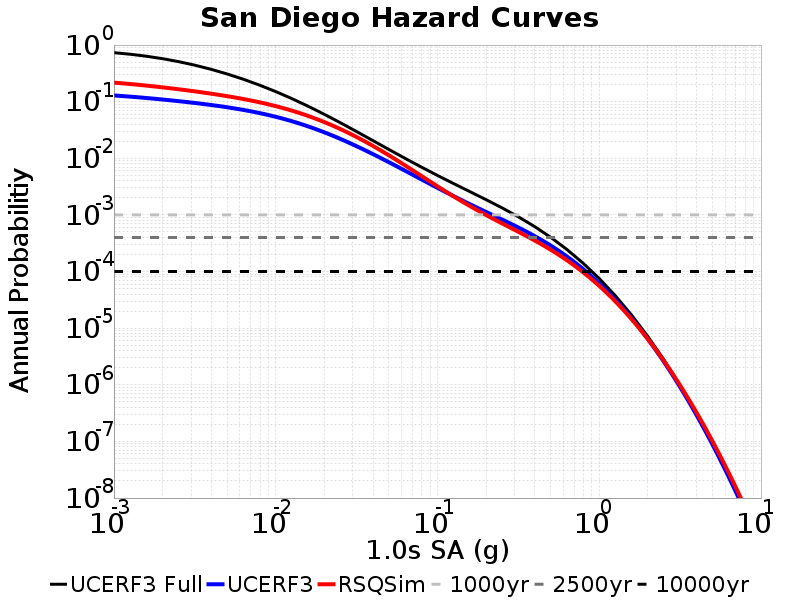 San Diego Hazard Curves
10^0
10^-1
10^-2
10^-3
10^-4
10^-5
10^-6
10^-7
10^-8
Annual Probabilitiy
10^-3 10^-2 10^-1 10^0 10^1
1.0s SA (g)
UCERF3 Full UCERF3 RSQSim 1000yr 2500yr 10000yr